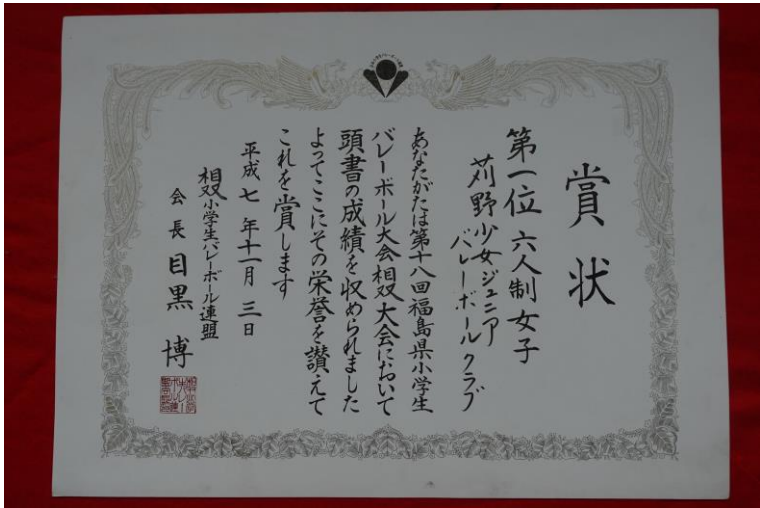 賞状
第一位 六人制女子
苅野少女ジュニア
バレーボールクラブ
あなたがたは第十八回福島県小学生
バレーボール大会相双大会において
頭書の成績を収められました
よってここにその栄誉を讃えて
これを賞します
平成七年十一月三日
相双小学生バレーボール連盟
会長 目黒 博